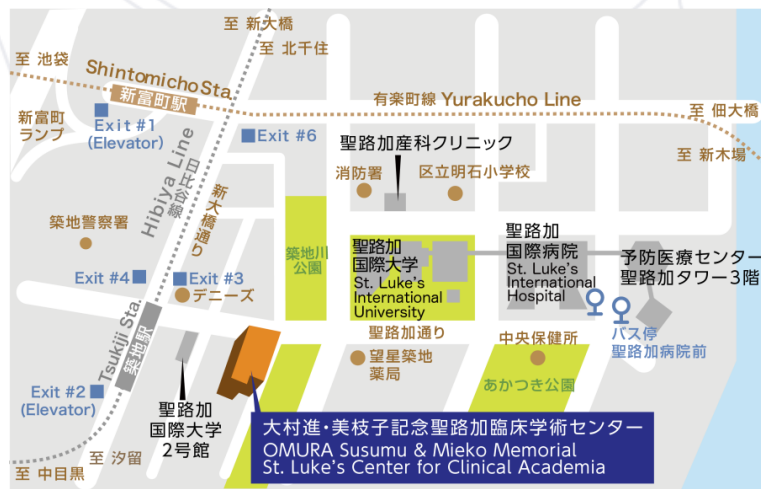 至 新大橋
至 北千住
至 池袋
Shintomicho Sta.
新富町駅
有楽町線 Yurakucho Line
至 佃大橋
至 新木場
新富町
ランプ
Exit #1
(Elevator)
Exit #6
聖路加産科クリニック
消防署
区立明石小学校
Hibiya Line
日比谷線
新大橋通り
築地警察署
築地川
公園
聖路加
国際大学
St. Luke's
International
University
聖路加
国際病院
St. Luke's
International
Hospital
予防医療センター
聖路加タワー3階
Exit #4
Exit #3
デニーズ
バス停
聖路加病院前
Tsukiji Sta.
築地駅
聖路加通り
望星築地
薬局
中央保健所
あかつき公園
Exit #2
(Elevator)
聖路加
国際大学
2号館
大村進・美枝子記念聖路加臨床学術センター
OMURA Susumu & Mieko Memorial
St. Luke's Center for Clinical Academia
至 汐留
至 中目黒